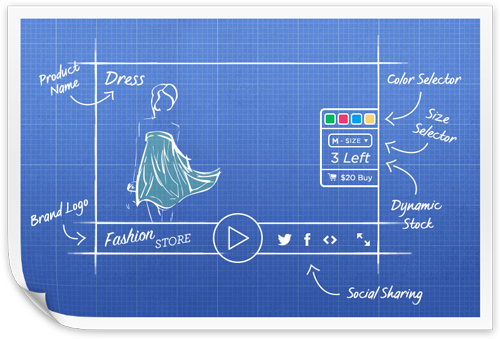 Product
Name
Dress
Color Selector
Size
Selector
M - SIZE
3 Left
$20 Buy
Dynamic
Stock
Brand Logo
Fashion STORE
Social Sharing